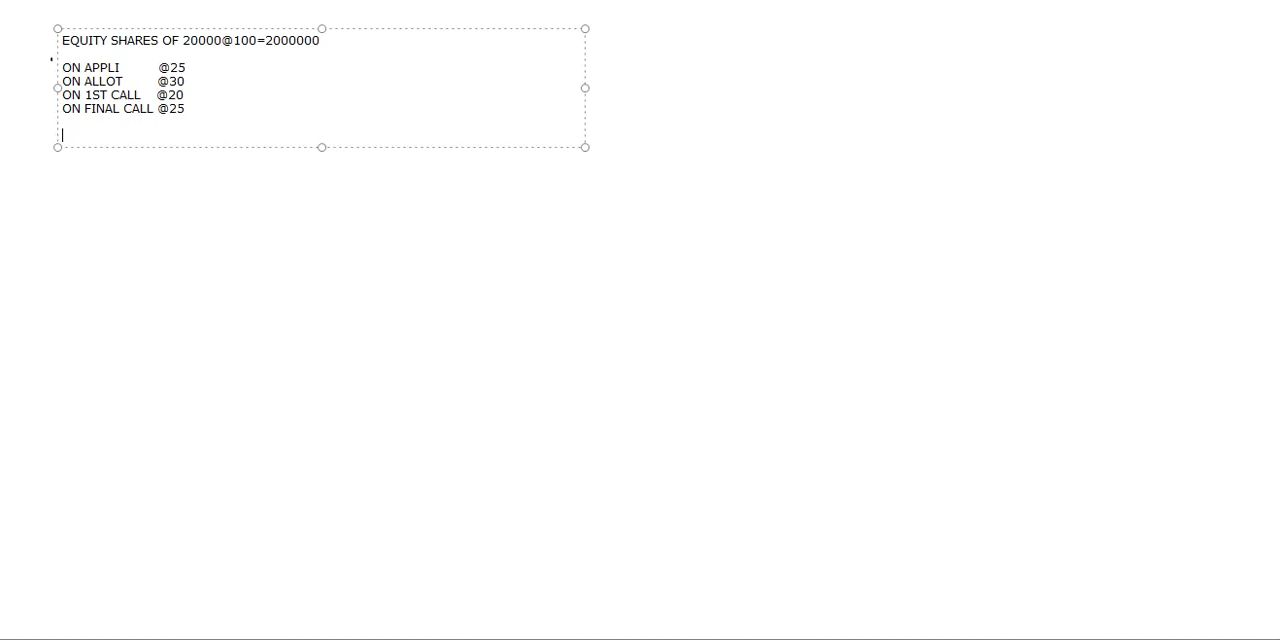 EQUITY SHARES OF 20000@100=2000000
ON APPLI @25
ON ALLOT @30
ON 1ST CALL @20
ON FINAL CALL @25